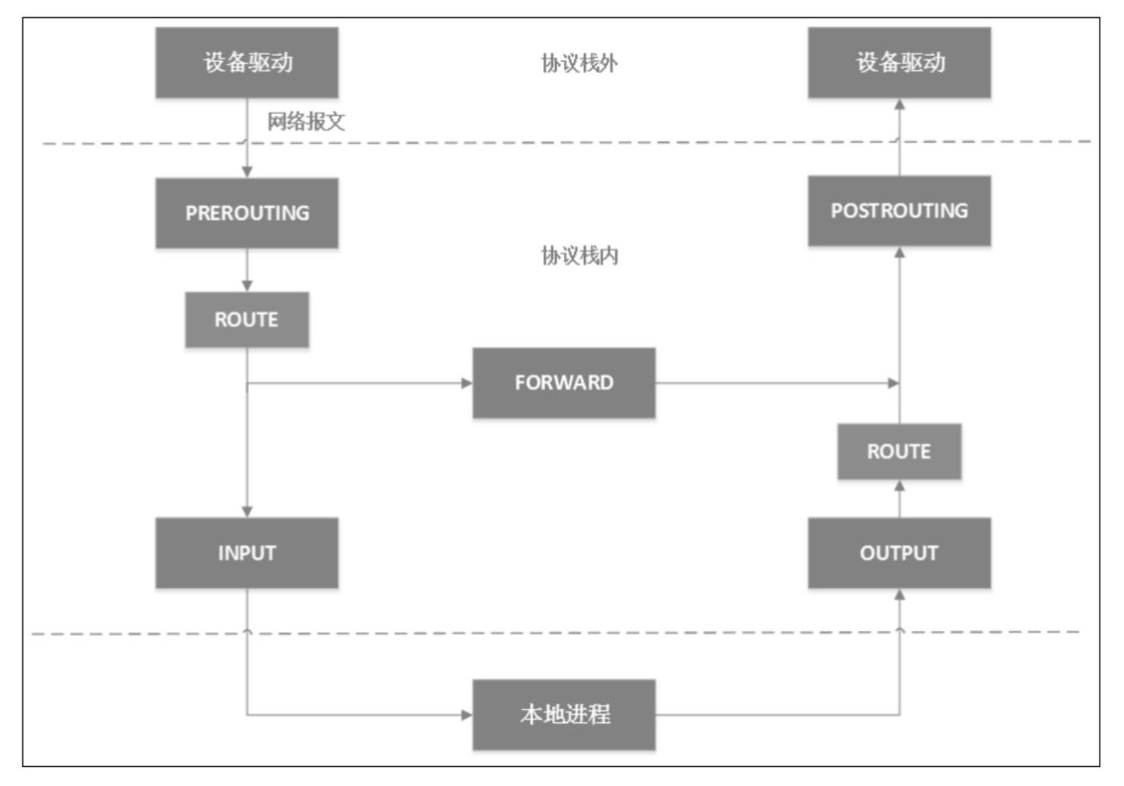 设备驱动
协议栈外
设备驱动
网络报文
PREROUTING
POSTROUTING
协议栈内
ROUTE
FORWARD
ROUTE
INPUT
OUTPUT
本地进程